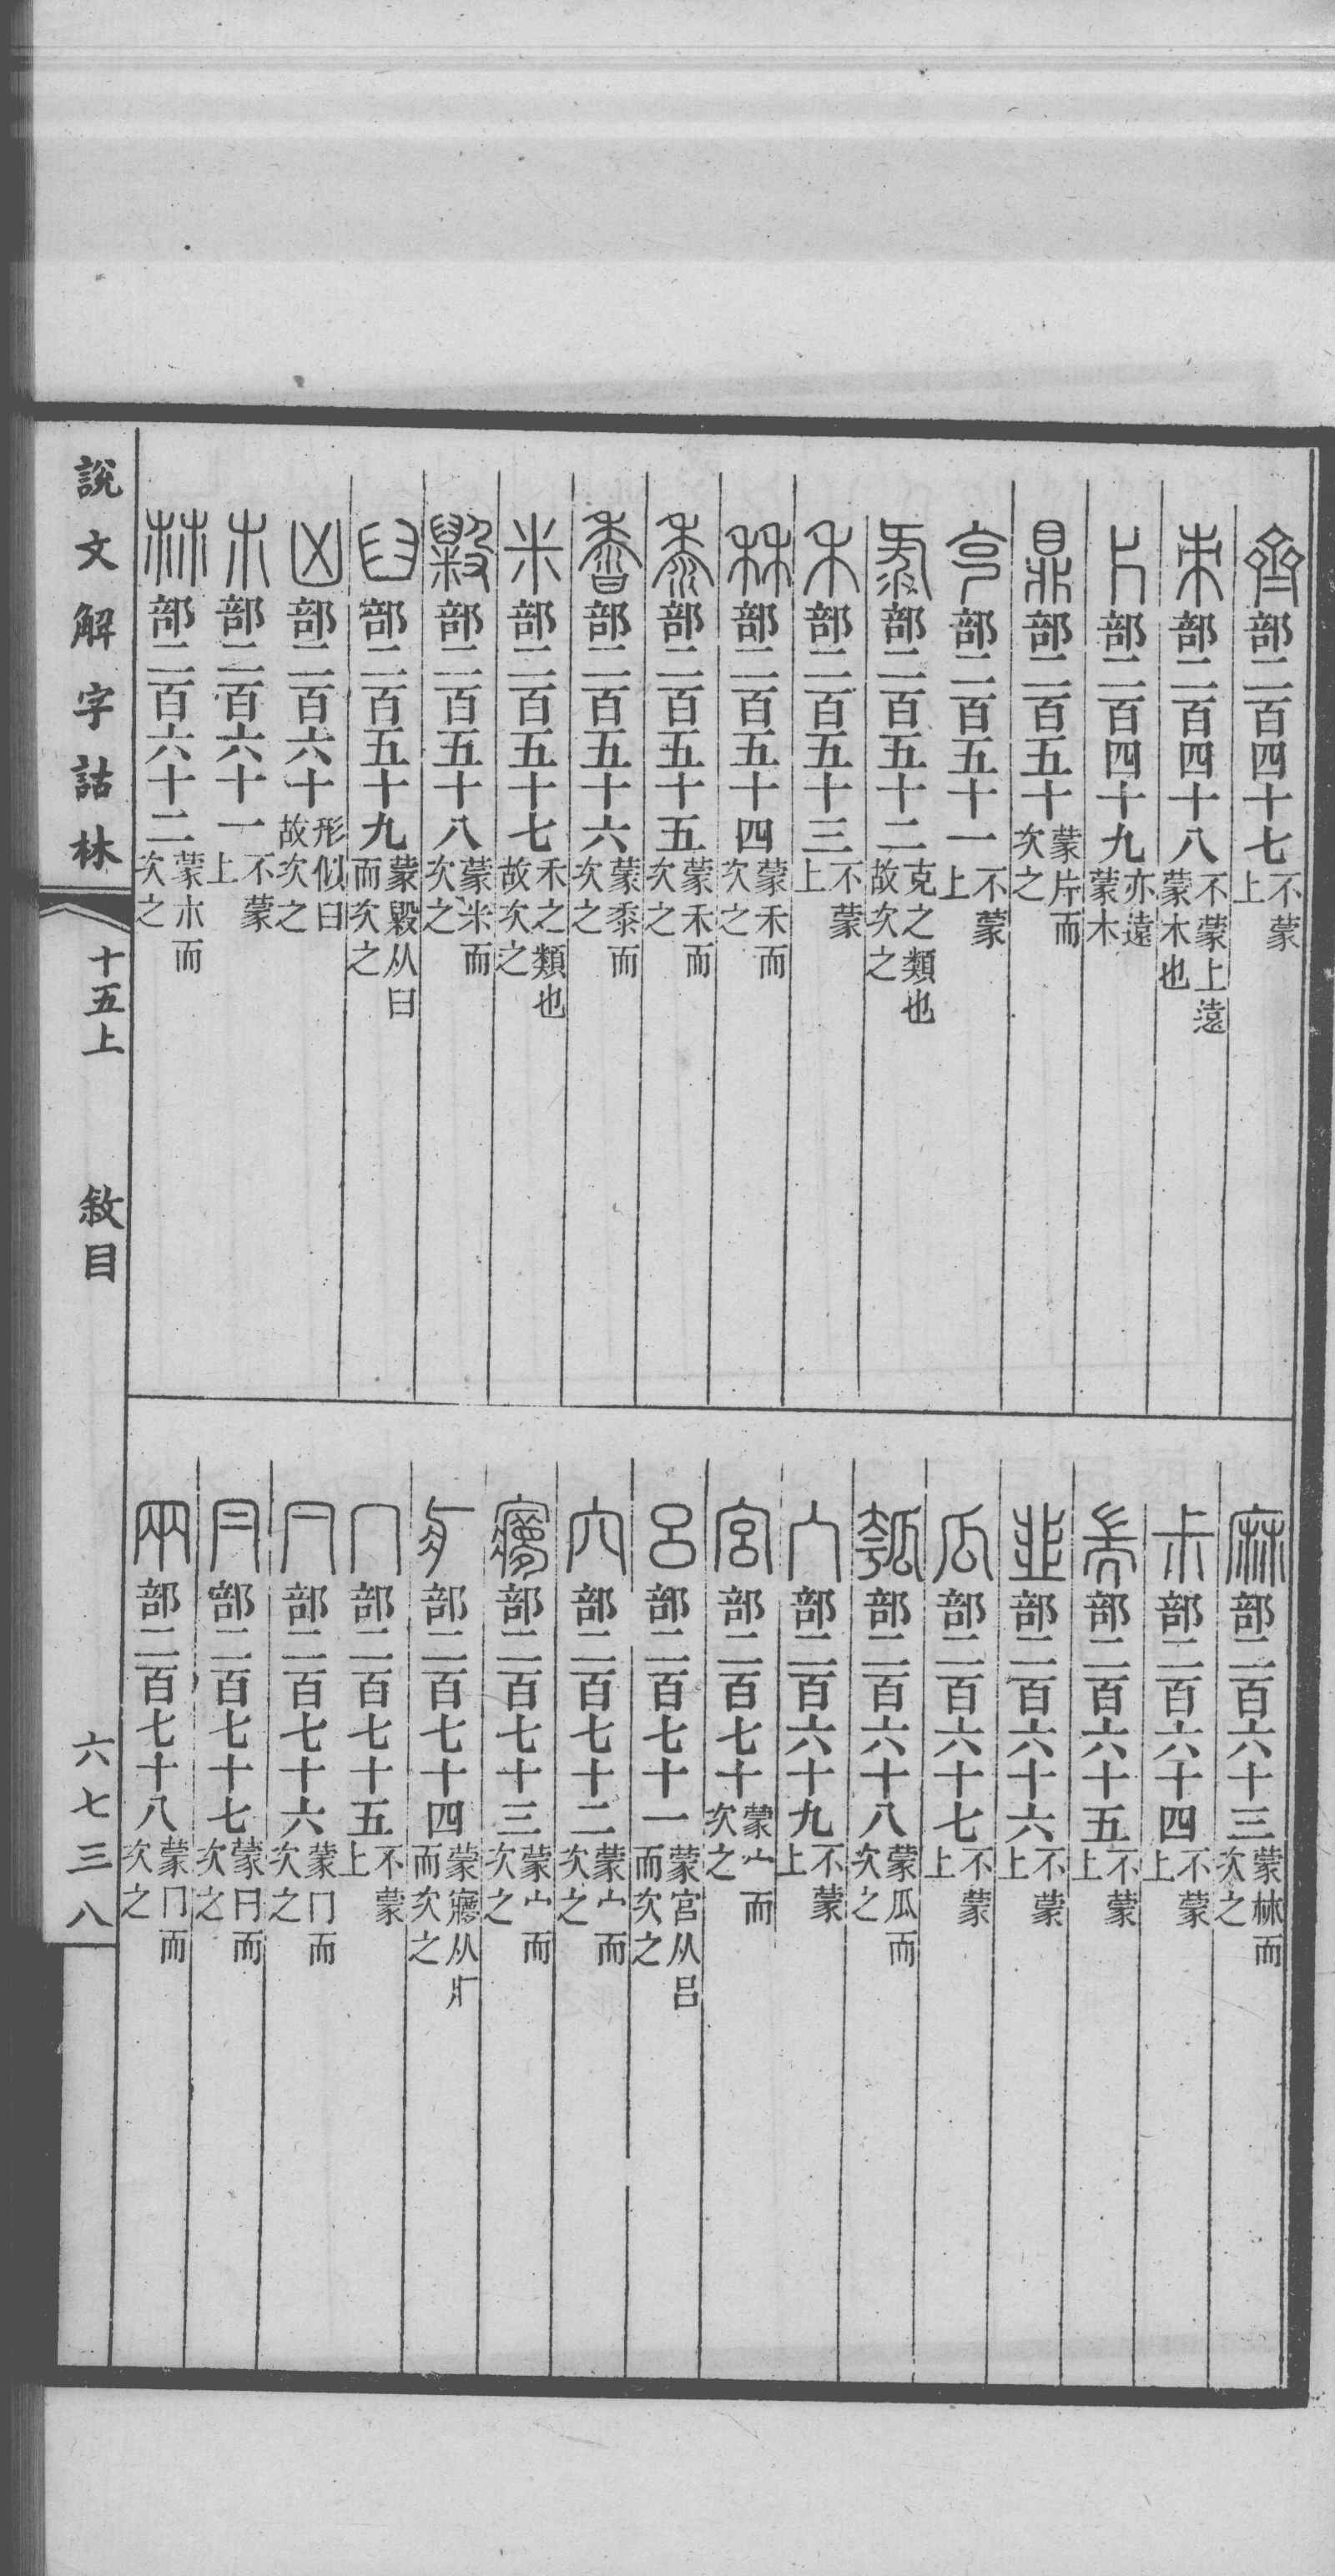 齊部二百四十七不蒙上
朿部二百四十八不蒙上遠蒙木也
片部二百四十九亦遠蒙木
鼎部二百五十蒙片而次之
克部二百五十一不蒙上
彔部二百五十二克之類也故次之
禾部二百五十三不蒙上
秝部二百五十四蒙禾而次之
黍部二百五十五蒙禾而次之
香部二百五十六蒙黍而次之
米部二百五十七禾之類也故次之
毇部二百五十八蒙米而次之
臼部二百五十九蒙毇从臼而次之
凶部二百六十形似臼故次之
朩部二百六十一不蒙上
𣏟部二百六十二蒙朩而次之
麻部二百六十三蒙𣏟而次之
尗部二百六十四不蒙上
耑部二百六十五不蒙上
韭部二百六十六不蒙上
瓜部二百六十七不蒙上
瓠部二百六十八蒙瓜而次之
宀部二百六十九不蒙上
宮部二百七十蒙宀而次之
呂部二百七十一蒙宮从呂而次之
穴部二百七十二蒙宀而次之
㝱部二百七十三蒙宀而次之
疒部二百七十四蒙寤从疒而次之
冖部二百七十五不蒙上
𠔼部二百七十六蒙冖而次之
冃部二百七十七蒙𠔼而次之
㒳部二百七十八蒙冂而次之
說文解字詁林
十五上
敘目
六七三八